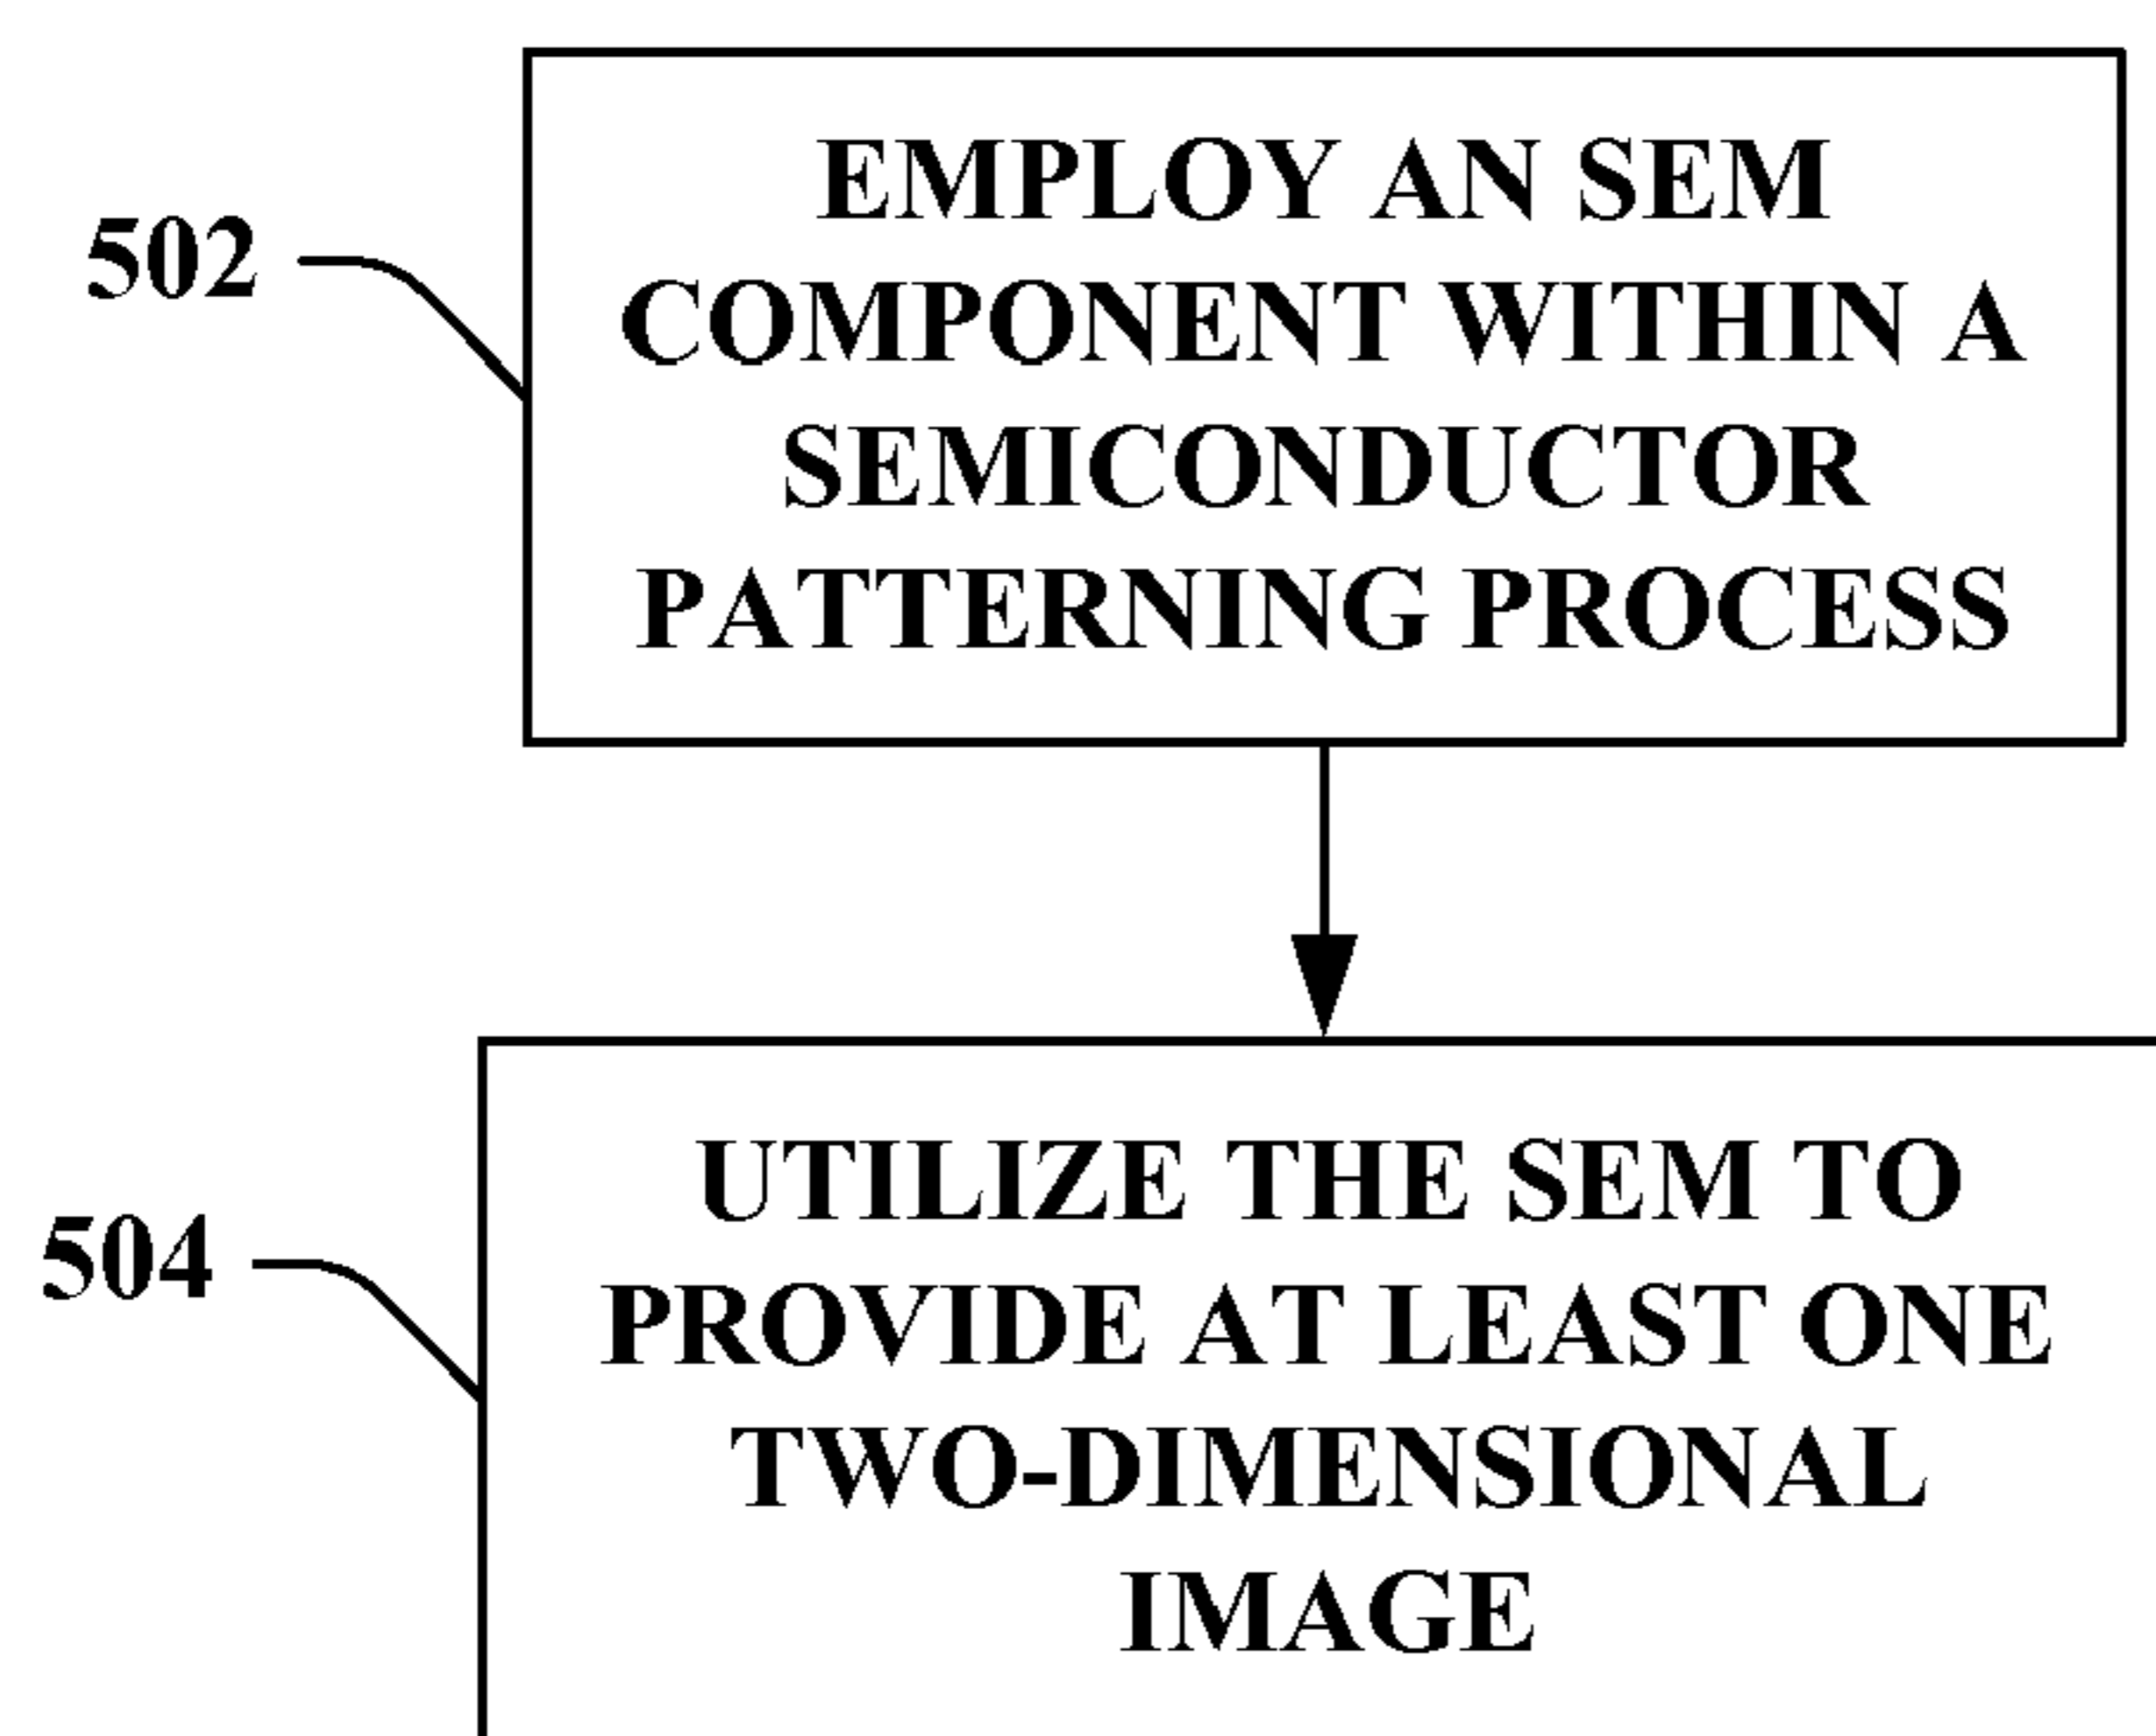 502
EMPLOY AN SEM
COMPONENT WITHIN A
SEMICONDUCTOR
PATTERNING PROCESS
504
UTILIZE THE SEM TO
PROVIDE AT LEAST ONE
TWO-DIMENSIONAL
IMAGE